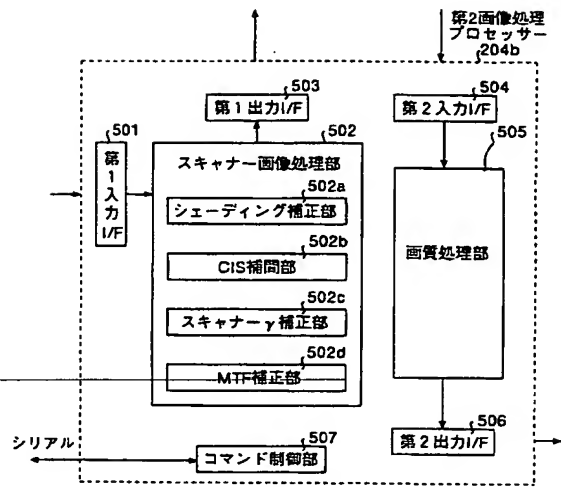 第2画像処理
プロセッサー
204b
503
第1出力I/F
504
第2入力I/F
501
第1入力I/F
502
スキャナー画像処理部
502a
シェーディング補正部
502b
CIS補間部
502c
スキャナーγ補正部
502d
MTF補正部
505
画質処理部
506
第2出力I/F
シリアル
507
コマンド制御部